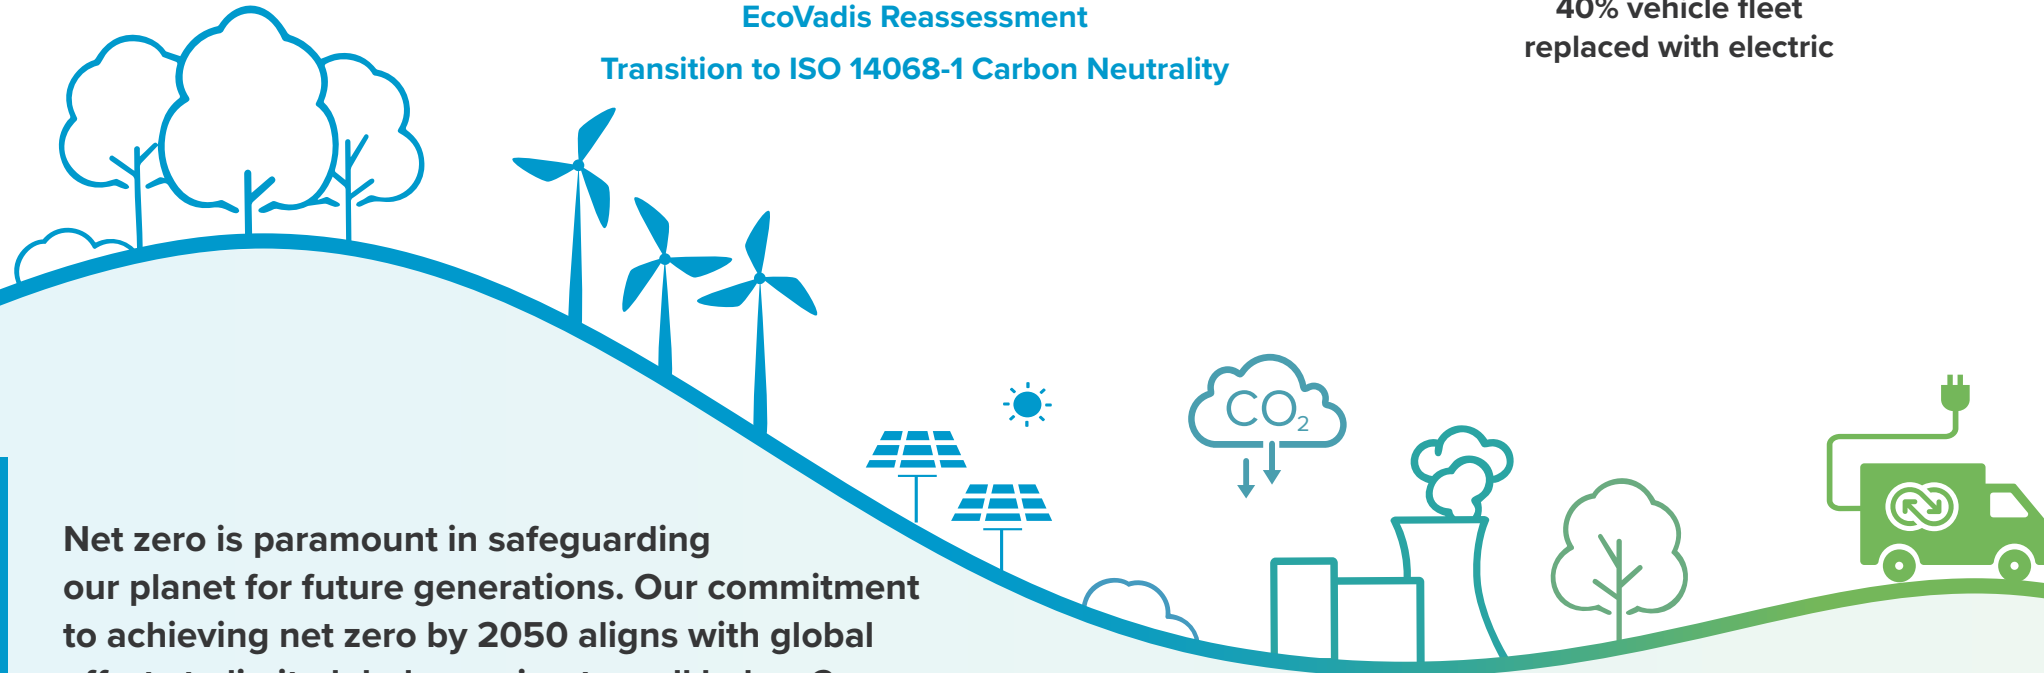 EcoVadis Reassessment
Transition to ISO 14068-1 Carbon Neutrality
40% vehicle fleet
replaced with electric
CO₂
Net zero is paramount in safeguarding
our planet for future generations. Our commitment
to achieving net zero by 2050 aligns with global